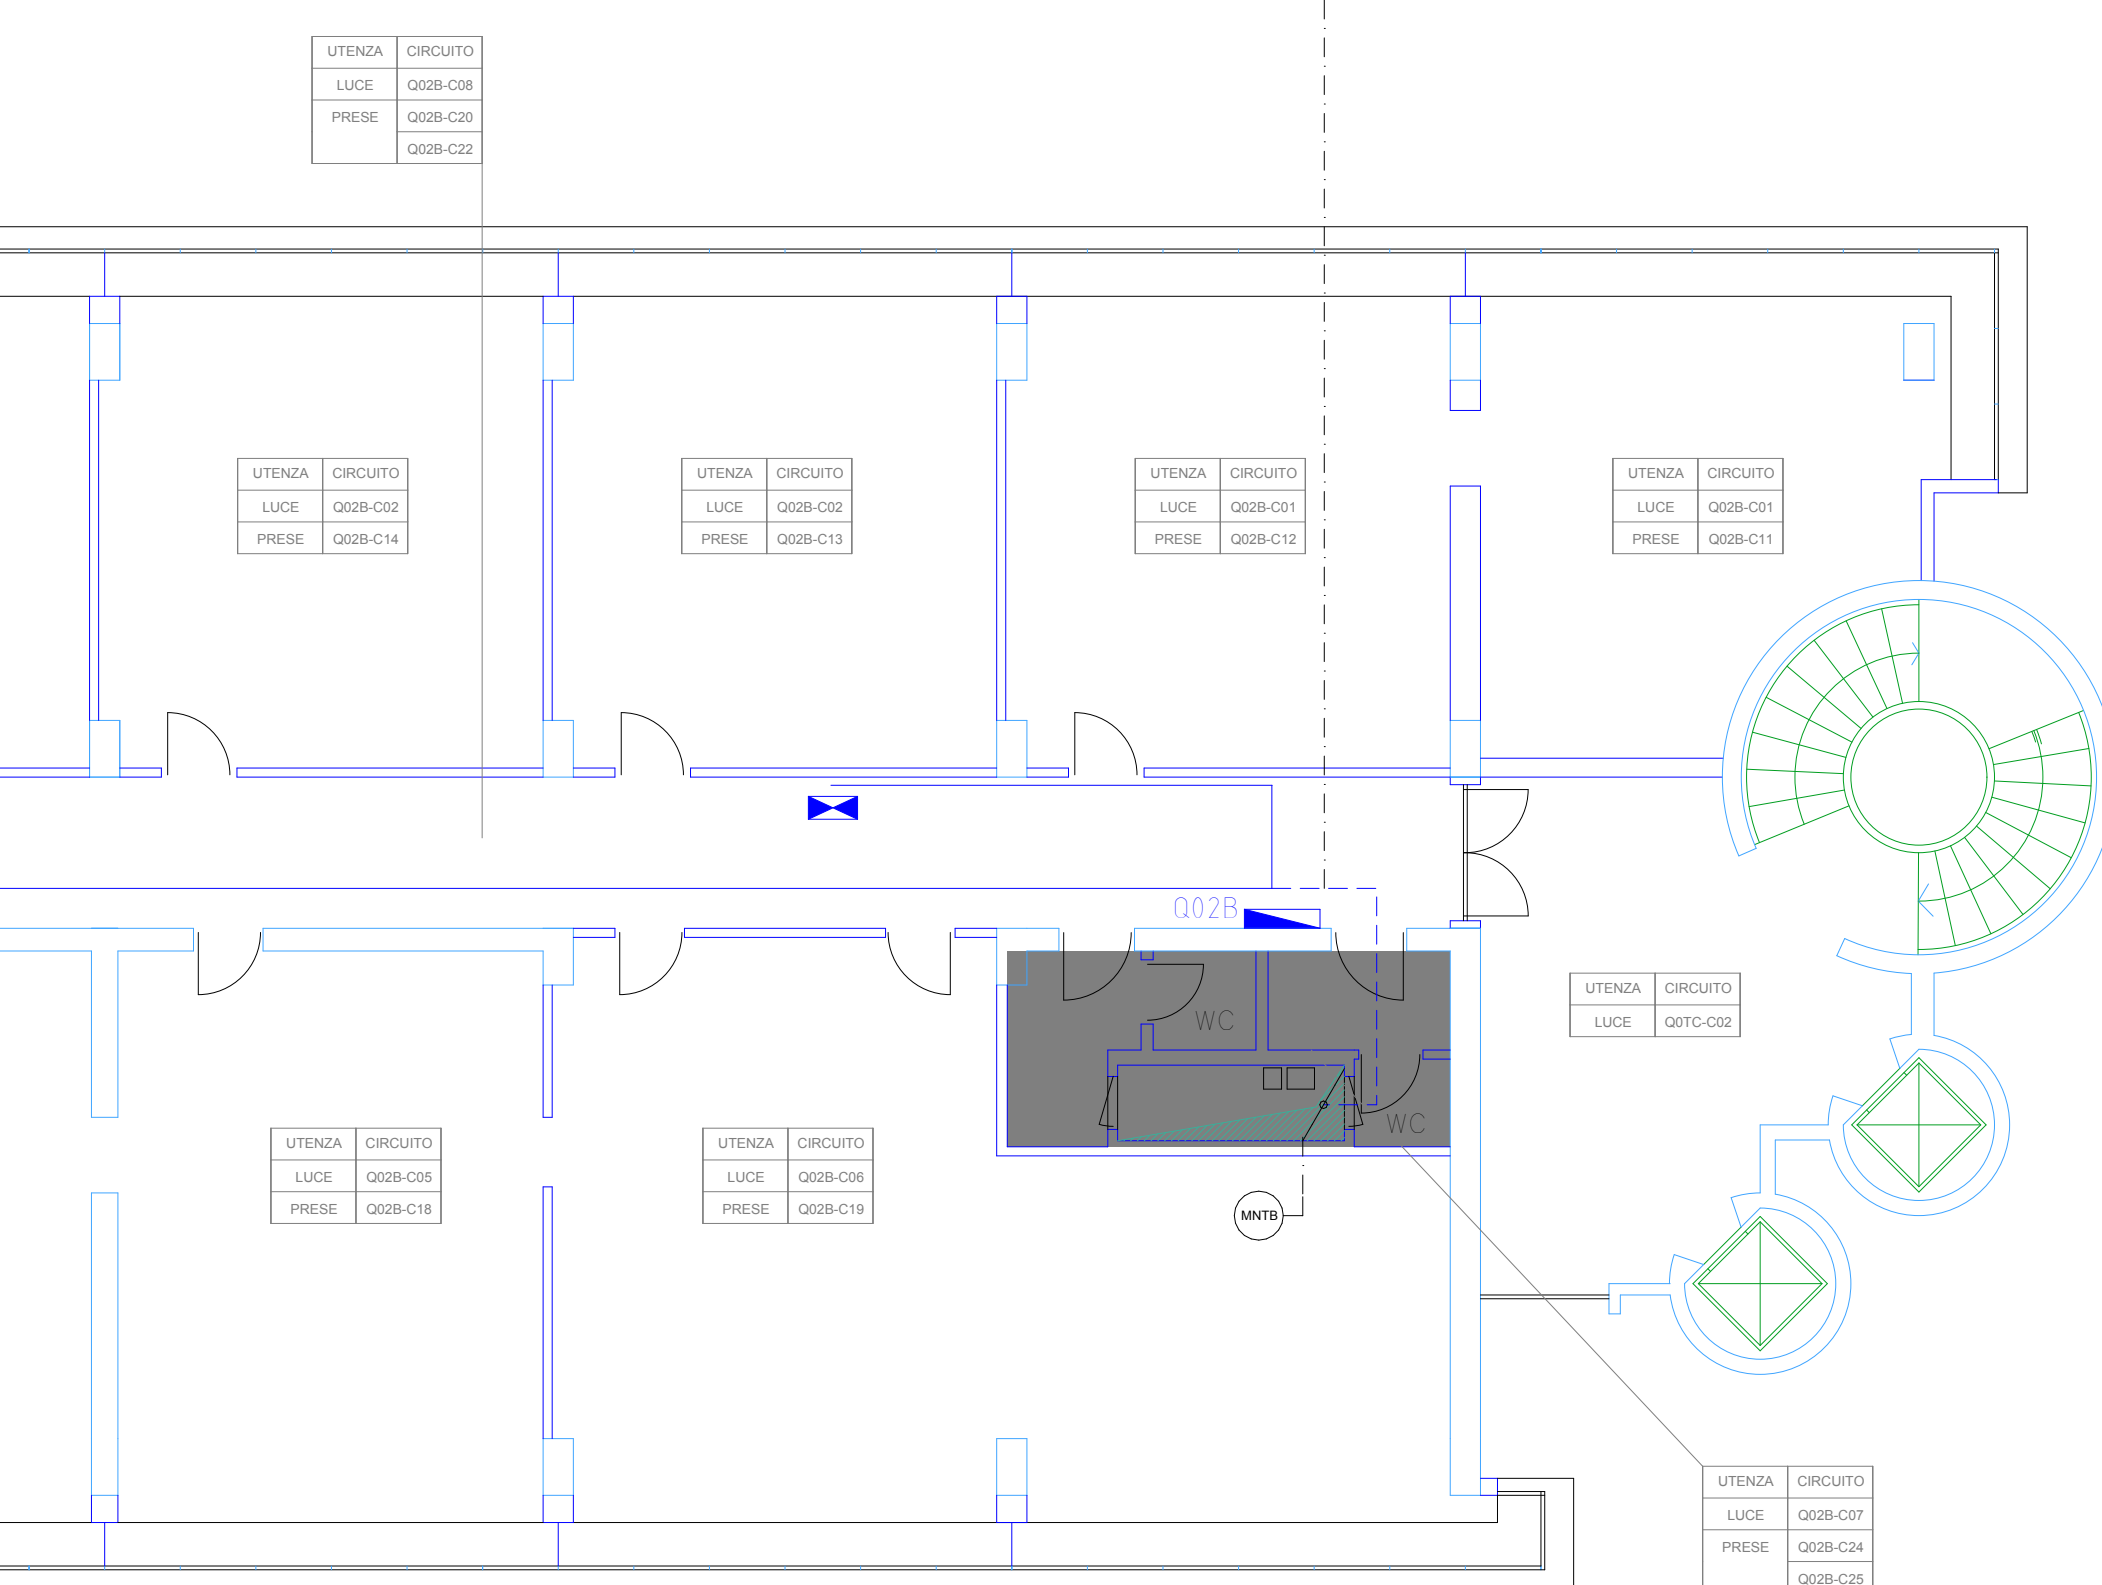 UTENZA CIRCUITO
LUCE Q02B-C08
PRESE Q02B-C20
Q02B-C22
UTENZA CIRCUITO
LUCE Q02B-C02
PRESE Q02B-C14
UTENZA CIRCUITO
LUCE Q02B-C02
PRESE Q02B-C13
UTENZA CIRCUITO
LUCE Q02B-C01
PRESE Q02B-C12
UTENZA CIRCUITO
LUCE Q02B-C01
PRESE Q02B-C11
Q02B
WC
WC
UTENZA CIRCUITO
LUCE Q0TC-C02
UTENZA CIRCUITO
LUCE Q02B-C05
PRESE Q02B-C18
UTENZA CIRCUITO
LUCE Q02B-C06
PRESE Q02B-C19
MNTB
UTENZA CIRCUITO
LUCE Q02B-C07
PRESE Q02B-C24
Q02B-C25